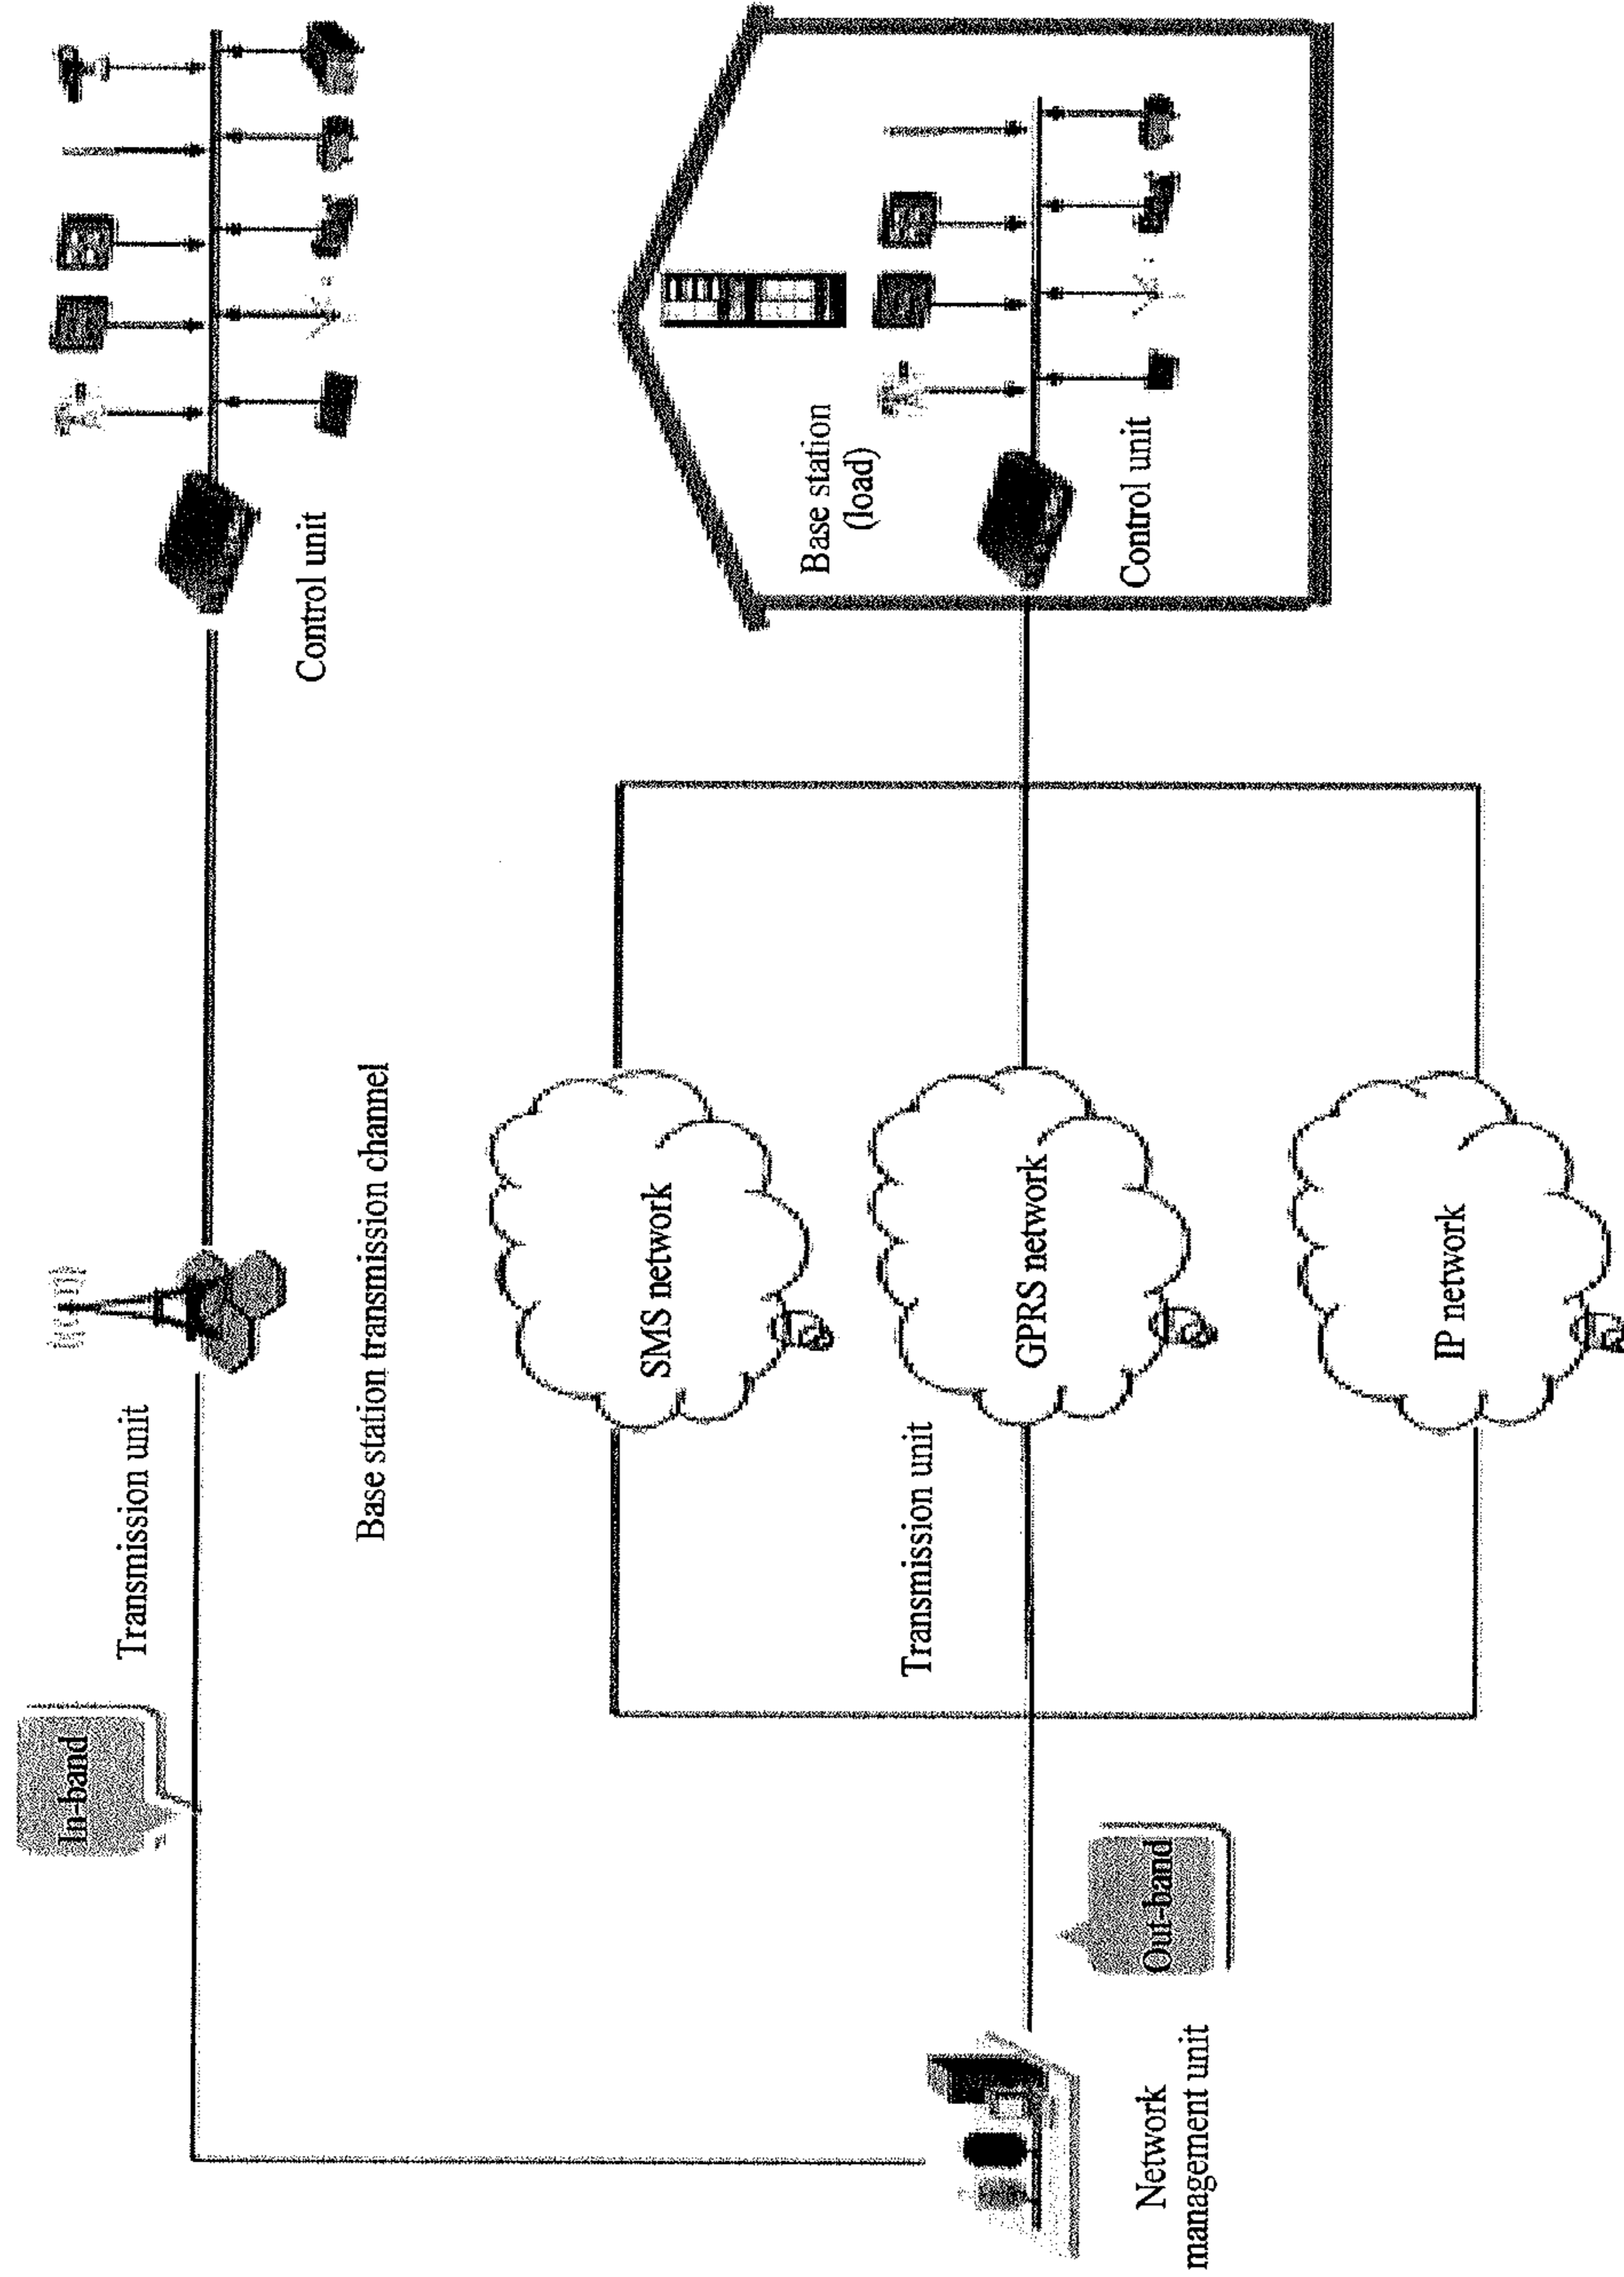 In-band
Transmission unit
Control unit
Base station transmission channel
SMS network
Base station
(load)
Transmission unit
GPRS network
Control unit
Out-band
Network
management unit
IP network